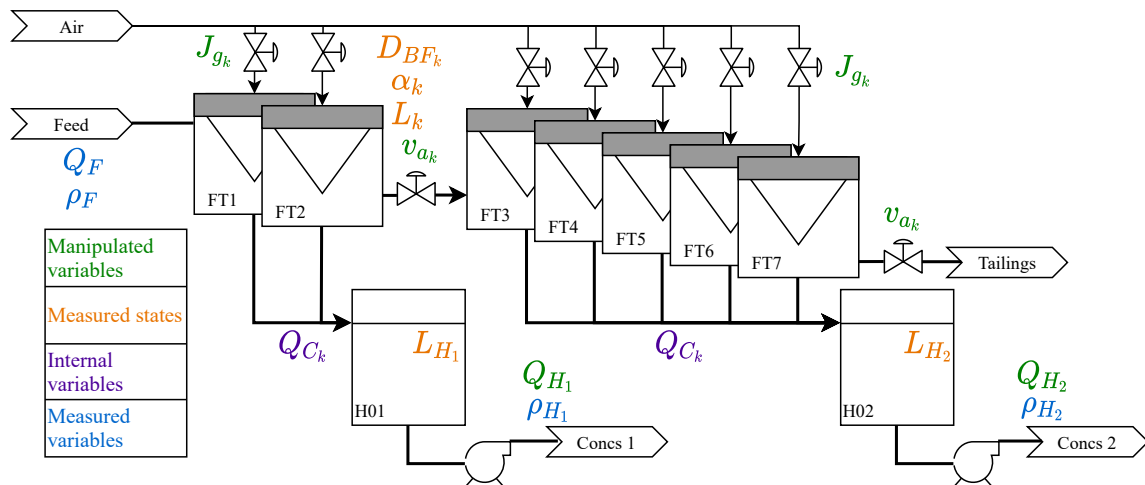 Air
J_{g_k}
D_{BF_k}
α_k
L_k
v_{a_k}
J_{g_k}
Feed
Q_F
ρ_F
FT1
FT2
FT3
FT4
FT5
FT6
FT7
v_{a_k}
Tailings
Manipulated
variables
Measured states
Internal
variables
Measured
variables
Q_{C_k}
L_{H_1}
H01
Q_{H_1}
ρ_{H_1}
Concs 1
Q_{C_k}
L_{H_2}
H02
Q_{H_2}
ρ_{H_2}
Concs 2